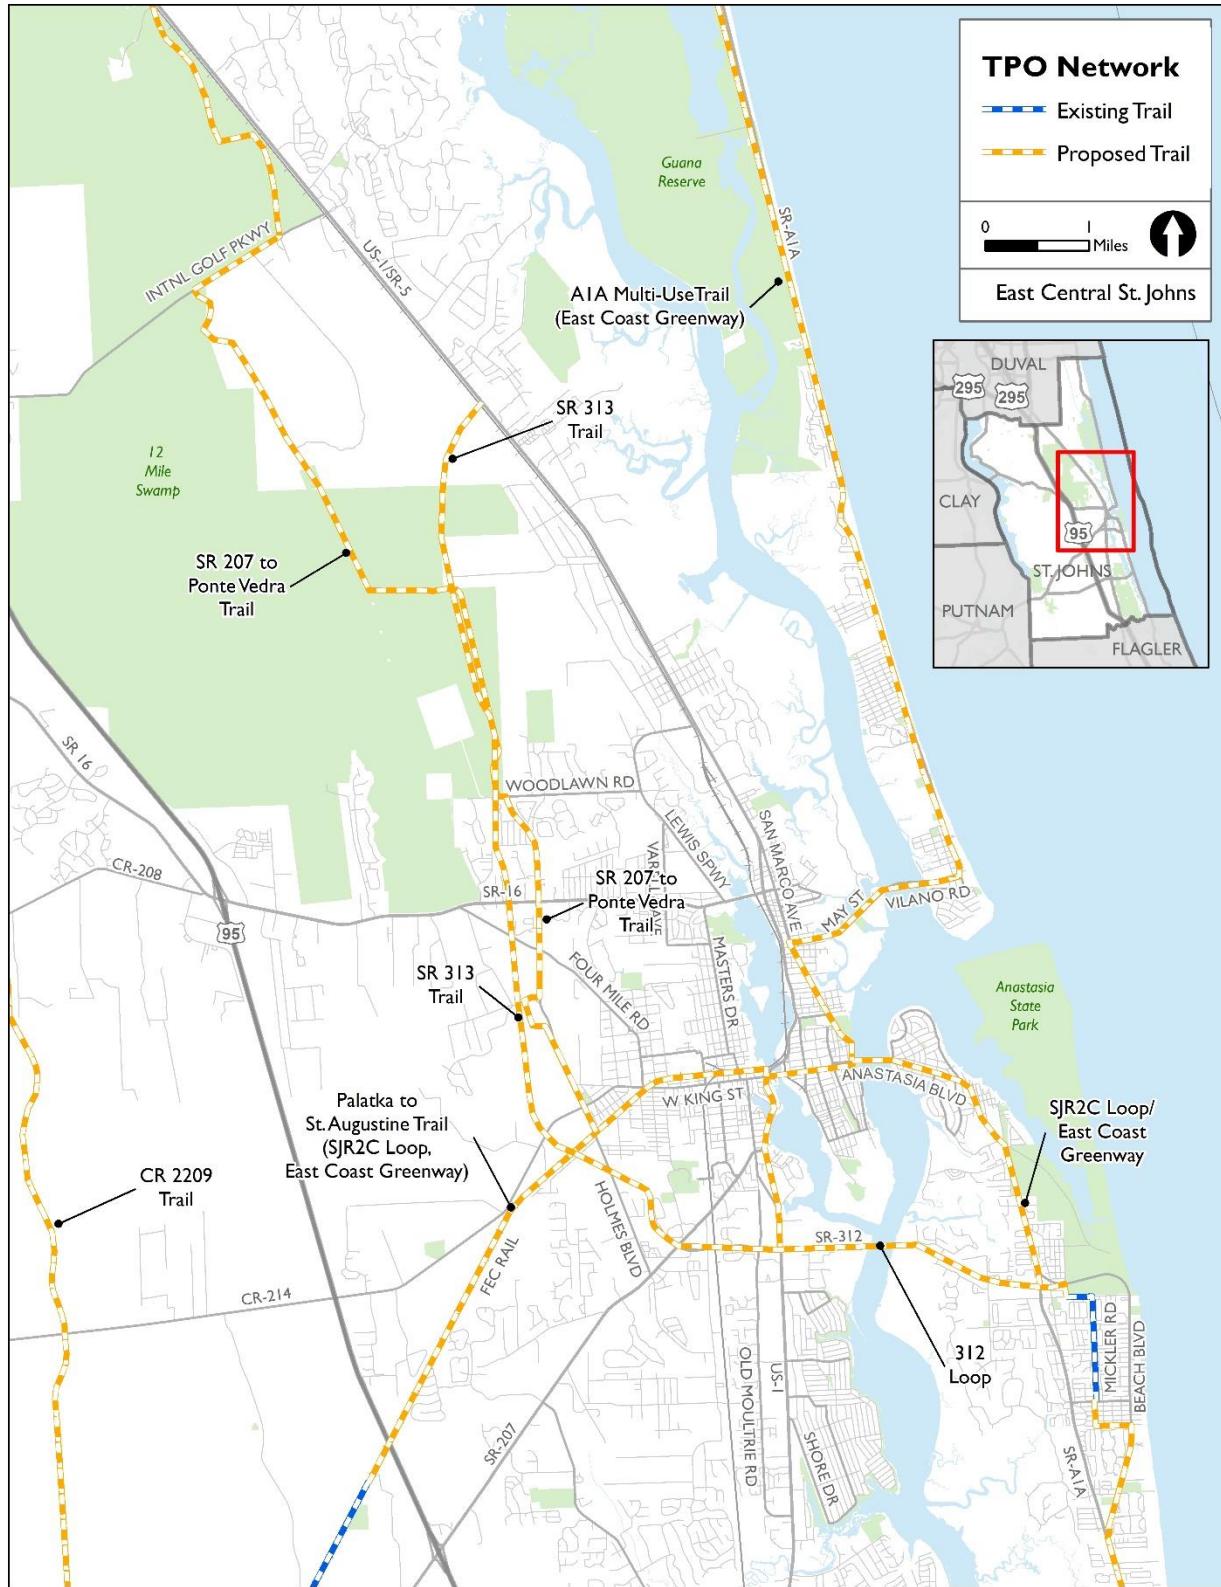 TPO Network
Existing Trail
Proposed Trail
0 1
Miles
East Central St. Johns
DUVAL
295
295
CLAY
95
ST. JOHNS
PUTNAM
FLAGLER
Guana
Reserve
SR-A1A
INTNL GOLF PKWY
US-1/SR-5
A1A Multi-Use Trail
(East Coast Greenway)
SR 313
Trail
12
Mile
Swamp
SR 207 to
Ponte Vedra
Trail
SR 16
WOODLAWN RD
LEWIS SPWY
SAN MARCO AVE
CR-208
SR-16
SR 207 to
Ponte Vedra
Trail
MAY ST
VILANO RD
95
FOUR MILE RD
MASTERS DR
SR 313
Trail
Anastasia
State
Park
W KING ST
ANASTASIA BLVD
Palatka to
St. Augustine Trail
(SJR2C Loop,
East Coast Greenway)
SJR2C Loop/
East Coast
Greenway
CR 2209
Trail
HOLMES BLVD
SR-312
FEC RAIL
CR-214
312
Loop
MICKLER RD
BEACH BLVD
OLD MOULTRIE RD
US-1
SR-207
SHORE DR
SR-A1A